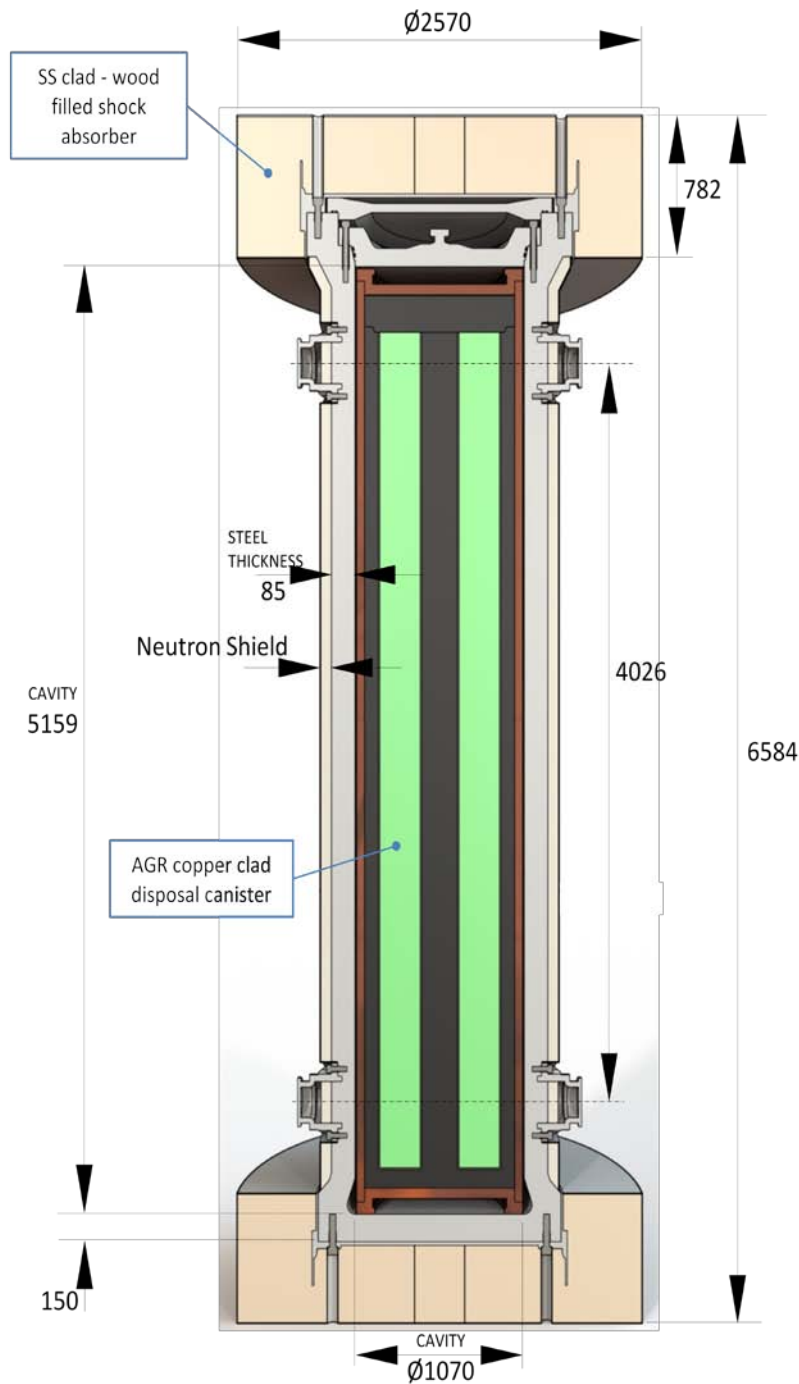 Ø2570
SS clad - wood
filled shock
absorber
782
STEEL
THICKNESS
85
Neutron Shield
4026
CAVITY
5159
6584
AGR copper clad
disposal canister
150
CAVITY
Ø1070